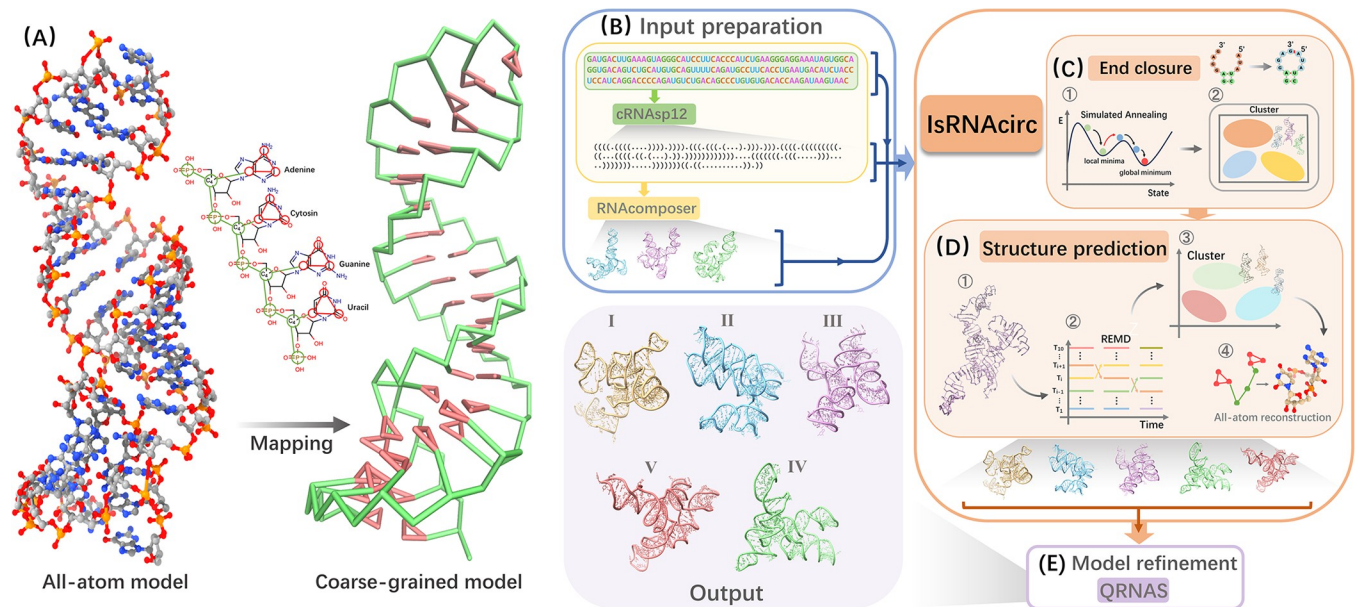 (A)
Adenine
Cytosin
Guanine
Uracil
Mapping
All-atom model
Coarse-grained model
(B) Input preparation
GAUGACUUGAAAGUAGGGCAUCCUUCACCCAUCUGAAGGGAGGAAAUAGUGGCA
GGUGACAGUCUGCAUGUGCAGUUUUCAGAUGCCUUCACCUGAAUGACAUCUACC
UUCCAUCAGGACCCCAGAUGUCUGACAGCCCUGUGUGACACCAAGAUAAGUAAC
cRNAsp12
RNAcomposer
I
II
III
V
IV
Output
IsRNAcirc
(C) End closure
3'
5'
3'
5'
①
②
E
Simulated Annealing
local minima
global minimum
State
Cluster
(D) Structure prediction
①
②
REMD
T10
Ti+1
Ti
Ti-1
T1
Time
③
Cluster
④
All-atom reconstruction
(E) Model refinement
QRNAS